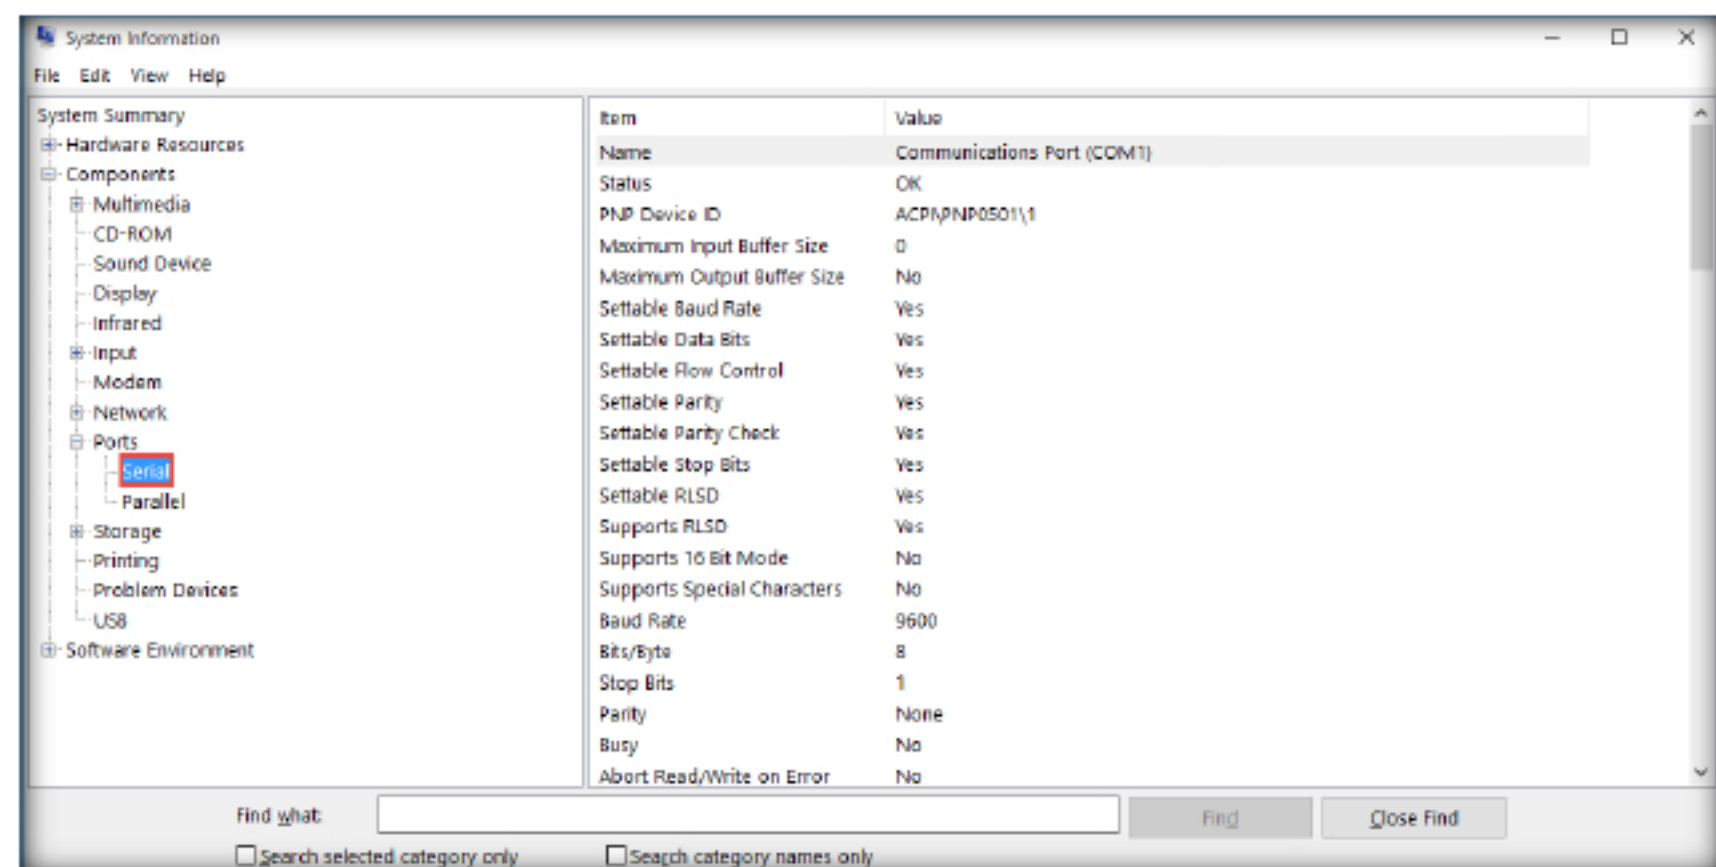 System Information
File Edit View Help
System Summary
Hardware Resources
Components
Multimedia
CD-ROM
Sound Device
Display
Infrared
Input
Modem
Network
Ports
Serial
Parallel
Storage
Printing
Problem Devices
USB
Software Environment
Item Value
Name Communications Port (COM1)
Status OK
PNP Device ID ACPI\PNP0501\1
Maximum Input Buffer Size 0
Maximum Output Buffer Size No
Settable Baud Rate Yes
Settable Data Bits Yes
Settable Flow Control Yes
Settable Parity Yes
Settable Parity Check Yes
Settable Stop Bits Yes
Settable RLSD Yes
Supports RLSD Yes
Supports 16 Bit Mode No
Supports Special Characters No
Baud Rate 9600
Bits/Byte 8
Stop Bits 1
Parity None
Busy No
Abort Read/Write on Error No
Find what:
Find Close Find
Search selected category only Search category names only